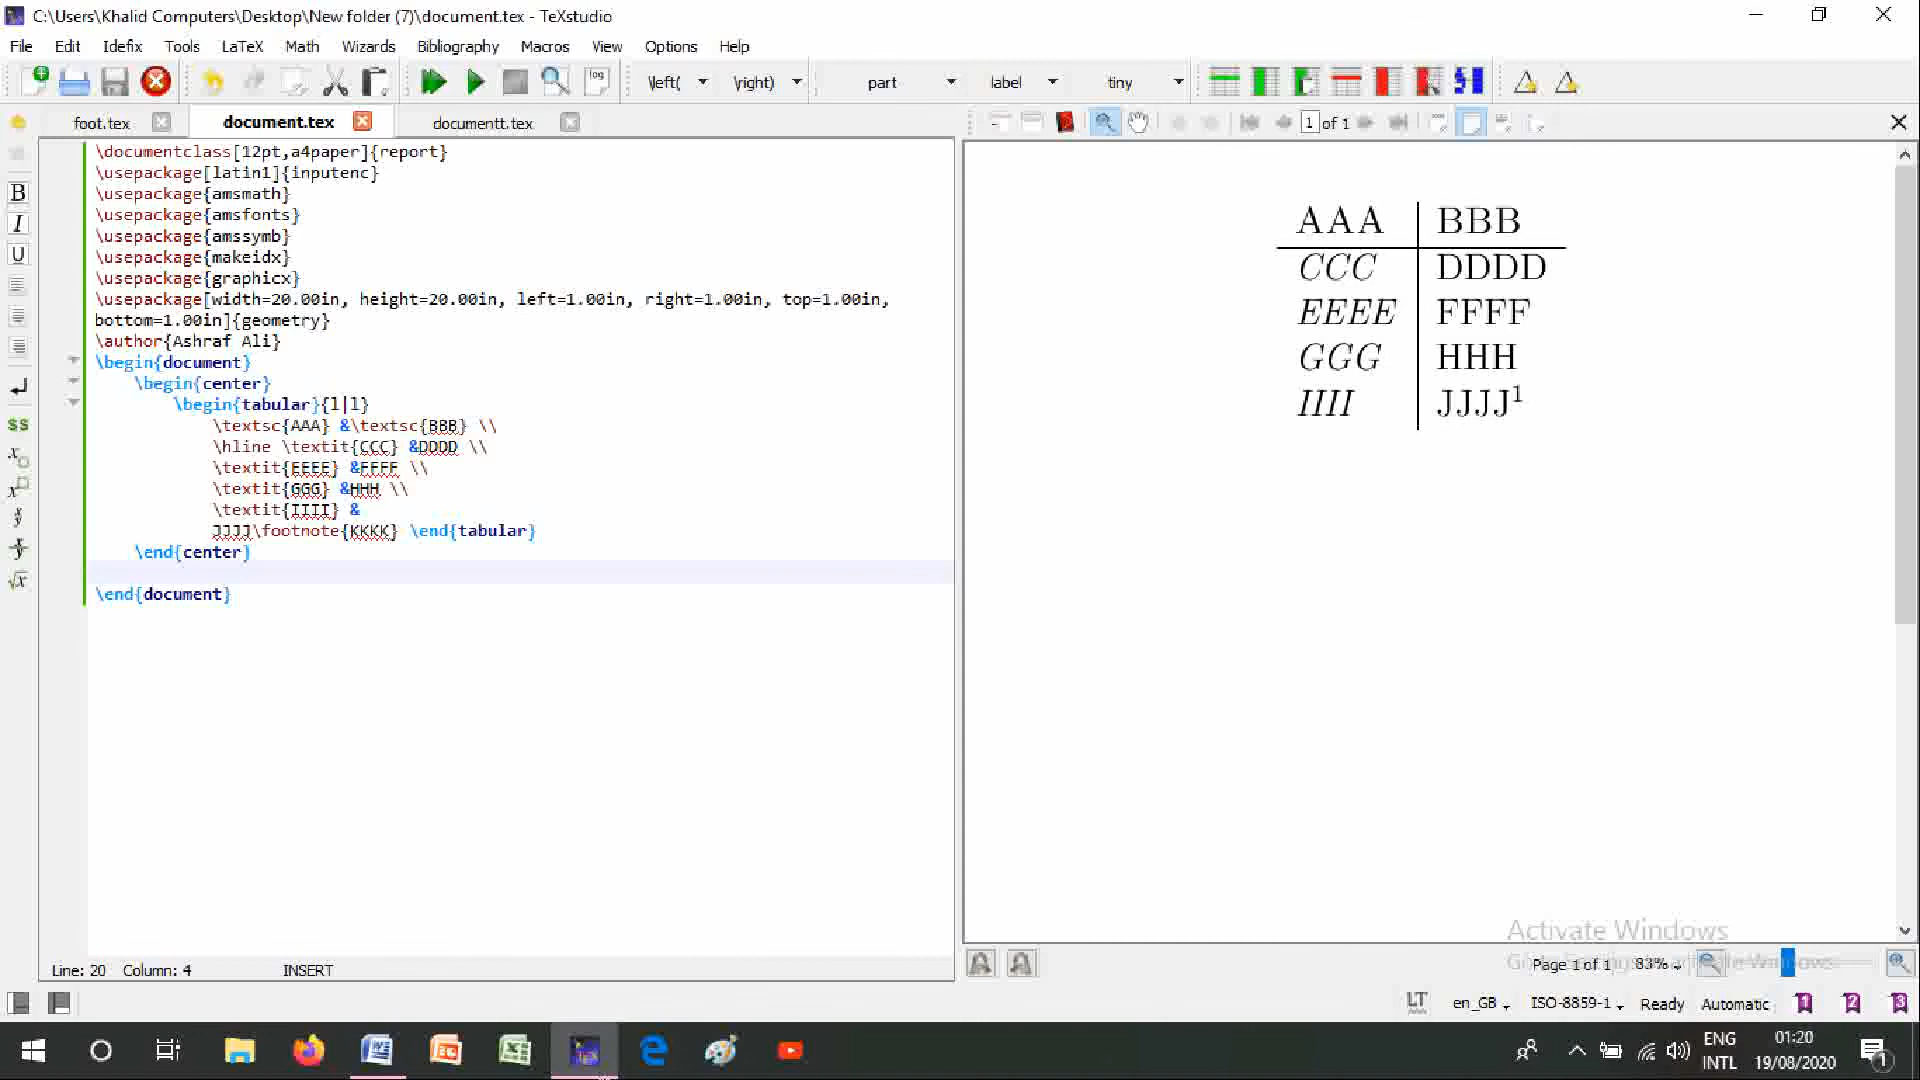 C:\Users\Khalid Computers\Desktop\New folder (7)\document.tex - TeXstudio
File Edit Idefix Tools LaTeX Math Wizards Bibliography Macros View Options Help
log \left( \right) part label tiny
foot.tex document.tex documentt.tex 1 of 1
\documentclass[12pt,a4paper]{report}
\usepackage[latin1]{inputenc}
\usepackage{amsmath}
\usepackage{amsfonts}
\usepackage{amssymb}
\usepackage{makeidx}
\usepackage{graphicx}
\usepackage[width=20.00in, height=20.00in, left=1.00in, right=1.00in, top=1.00in,
bottom=1.00in]{geometry}
\author{Ashraf Ali}
\begin{document}
\begin{center}
\begin{tabular}{l|l}
\textsc{AAA} &\textsc{BBB} \\
\hline \textit{CCC} &DDDD \\
\textit{EEEE} &FFFF \\
\textit{GGG} &HHH \\
\textit{IIII} &
JJJJ\footnote{KKKK} \end{tabular}
\end{center}
\end{document}
AAA BBB
CCC DDDD
EEEE FFFF
GGG HHH
IIII JJJJ¹
B
I
U
$$
Activate Windows
Line: 20 Column: 4 INSERT
Page 1 of 1 83%
LT en_GB ISO-8859-1 Ready Automatic 1 2 3
ENG 01:20
INTL 19/08/2020 1